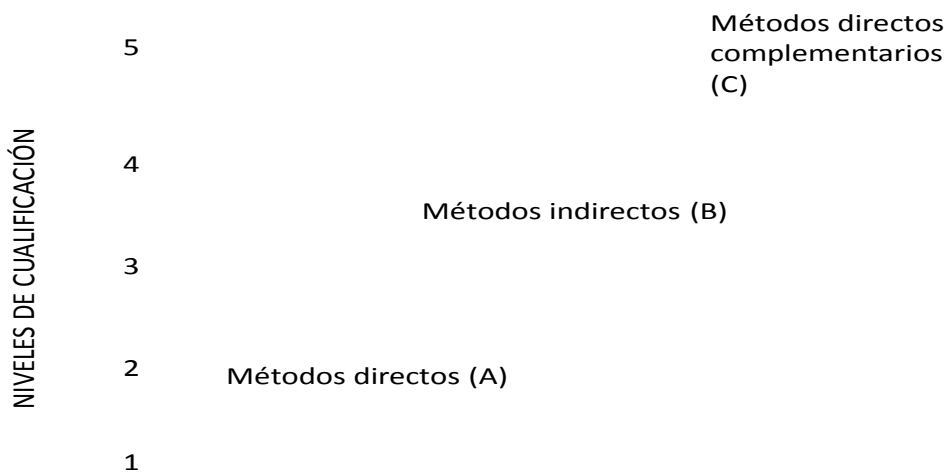 NIVELES DE CUALIFICACIÓN
5
Métodos directos
complementarios
(C)
4
Métodos indirectos (B)
3
2
Métodos directos (A)
1